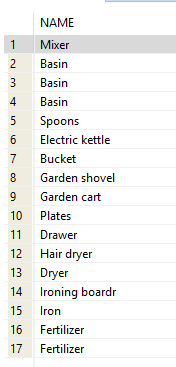 NAME
1 Mixer
2 Basin
3 Basin
4 Basin
5 Spoons
6 Electric kettle
7 Bucket
8 Garden shovel
9 Garden cart
10 Plates
11 Drawer
12 Hair dryer
13 Dryer
14 Ironing boardr
15 Iron
16 Fertilizer
17 Fertilizer